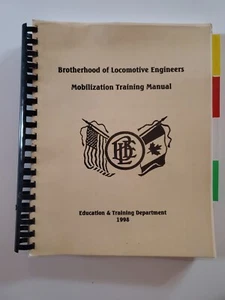 Brotherhood of Locomotive Engineers
Mobilization Training Manual
Education & Training Department
1998